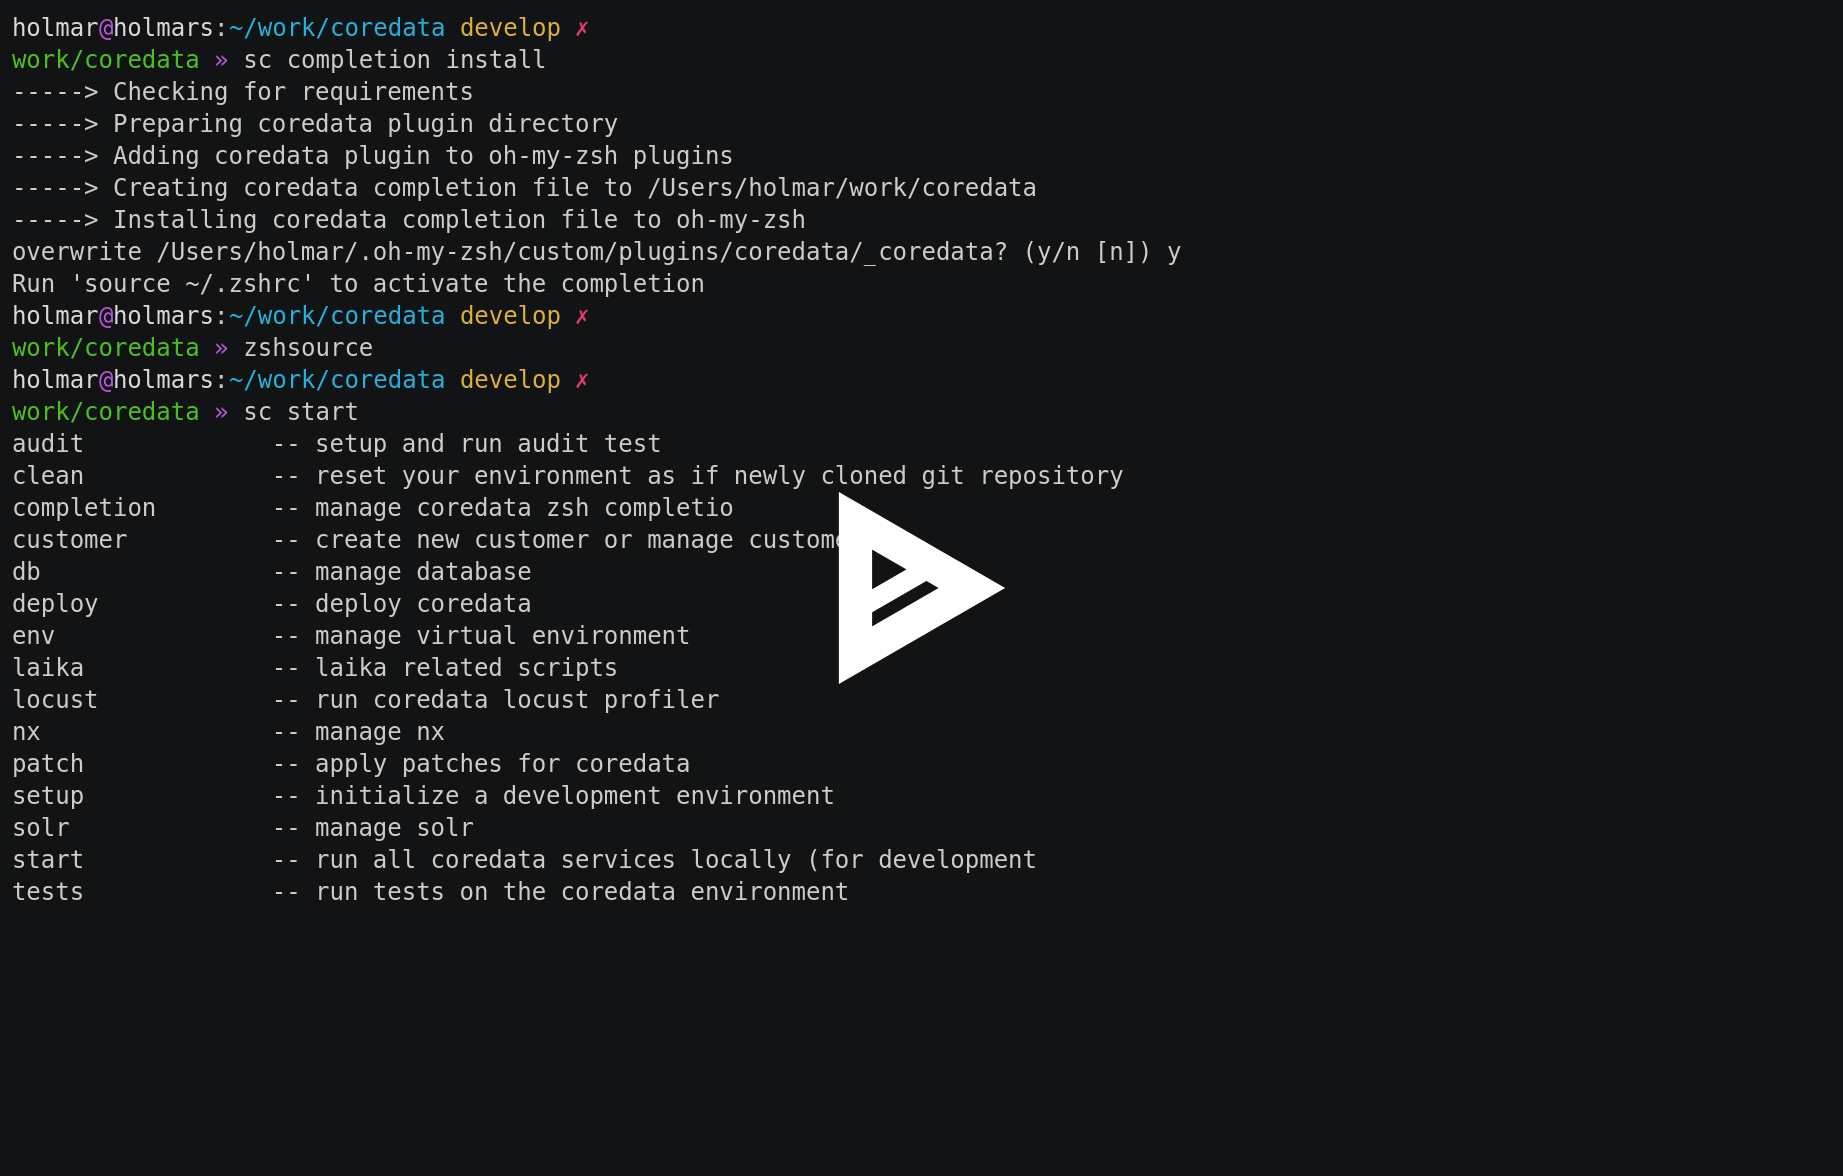 holmar@holmars:~/work/coredata develop ✗
work/coredata » sc completion install
-----> Checking for requirements
-----> Preparing coredata plugin directory
-----> Adding coredata plugin to oh-my-zsh plugins
-----> Creating coredata completion file to /Users/holmar/work/coredata
-----> Installing coredata completion file to oh-my-zsh
overwrite /Users/holmar/.oh-my-zsh/custom/plugins/coredata/_coredata? (y/n [n]) y
Run 'source ~/.zshrc' to activate the completion
holmar@holmars:~/work/coredata develop ✗
work/coredata » zshsource
holmar@holmars:~/work/coredata develop ✗
work/coredata » sc start
audit             -- setup and run audit test
clean             -- reset your environment as if newly cloned git repository
completion        -- manage coredata zsh completio
customer          -- create new customer or manage
db                -- manage database
deploy            -- deploy coredata
env               -- manage virtual environment
laika             -- laika related scripts
locust            -- run coredata locust profiler
nx                -- manage nx
patch             -- apply patches for coredata
setup             -- initialize a development environment
solr              -- manage solr
start             -- run all coredata services locally (for development
tests             -- run tests on the coredata environment